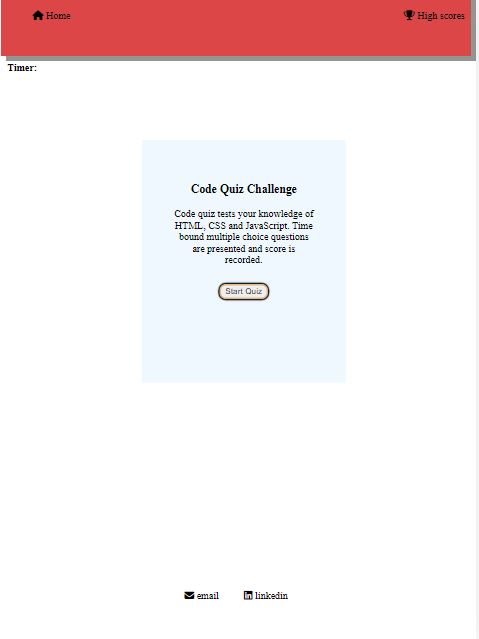 Home
High scores
Timer:
Code Quiz Challenge
Code quiz tests your knowledge of
HTML, CSS and JavaScript. Time
bound multiple choice questions
are presented and score is
recorded.
Start Quiz
email
linkedin